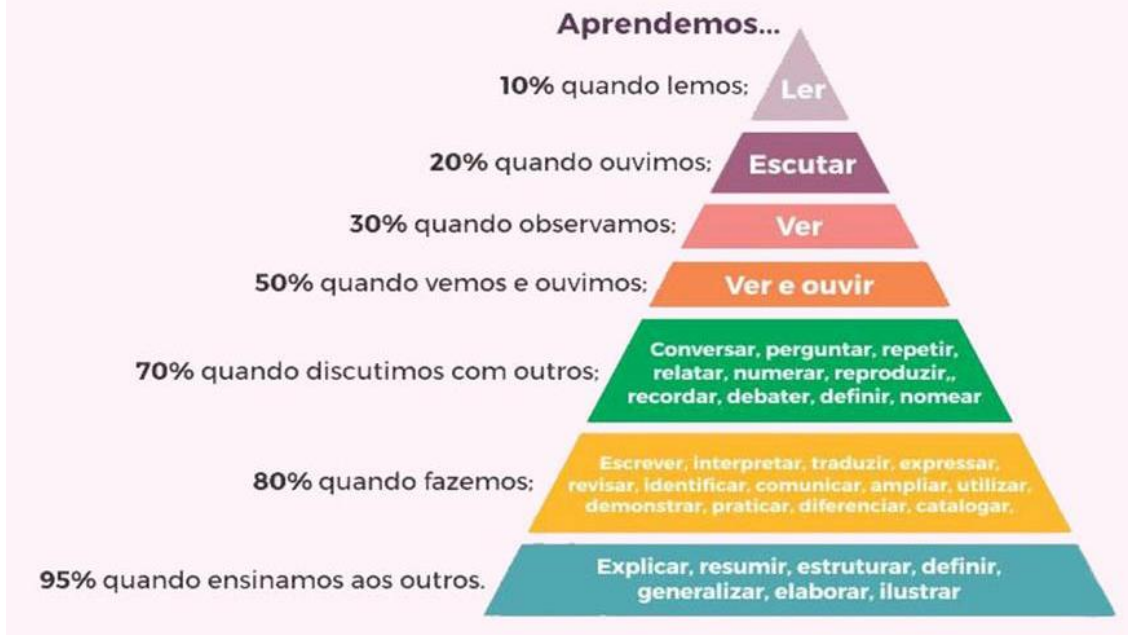 Aprendemos...
10% quando lemos;
Ler
20% quando ouvimos;
Escutar
30% quando observamos;
Ver
50% quando vemos e ouvimos;
Ver e ouvir
70% quando discutimos com outros;
Conversar, perguntar, repetir,
relatar, numerar, reproduzir,,
recordar, debater, definir, nomear
80% quando fazemos;
Escrever, interpretar, traduzir, expressar,
revisar, identificar, comunicar, ampliar, utilizar,
demonstrar, praticar, diferenciar, catalogar.
95% quando ensinamos aos outros.
Explicar, resumir, estruturar, definir,
generalizar, elaborar, ilustrar